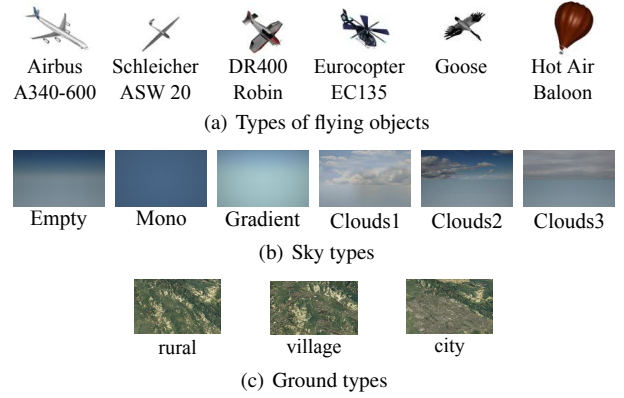 Airbus Schleicher DR400 Eurocopter Goose Hot Air
A340-600 ASW 20 Robin EC135 Baloon
(a) Types of flying objects
Empty Mono Gradient Clouds1 Clouds2 Clouds3
(b) Sky types
rural village city
(c) Ground types